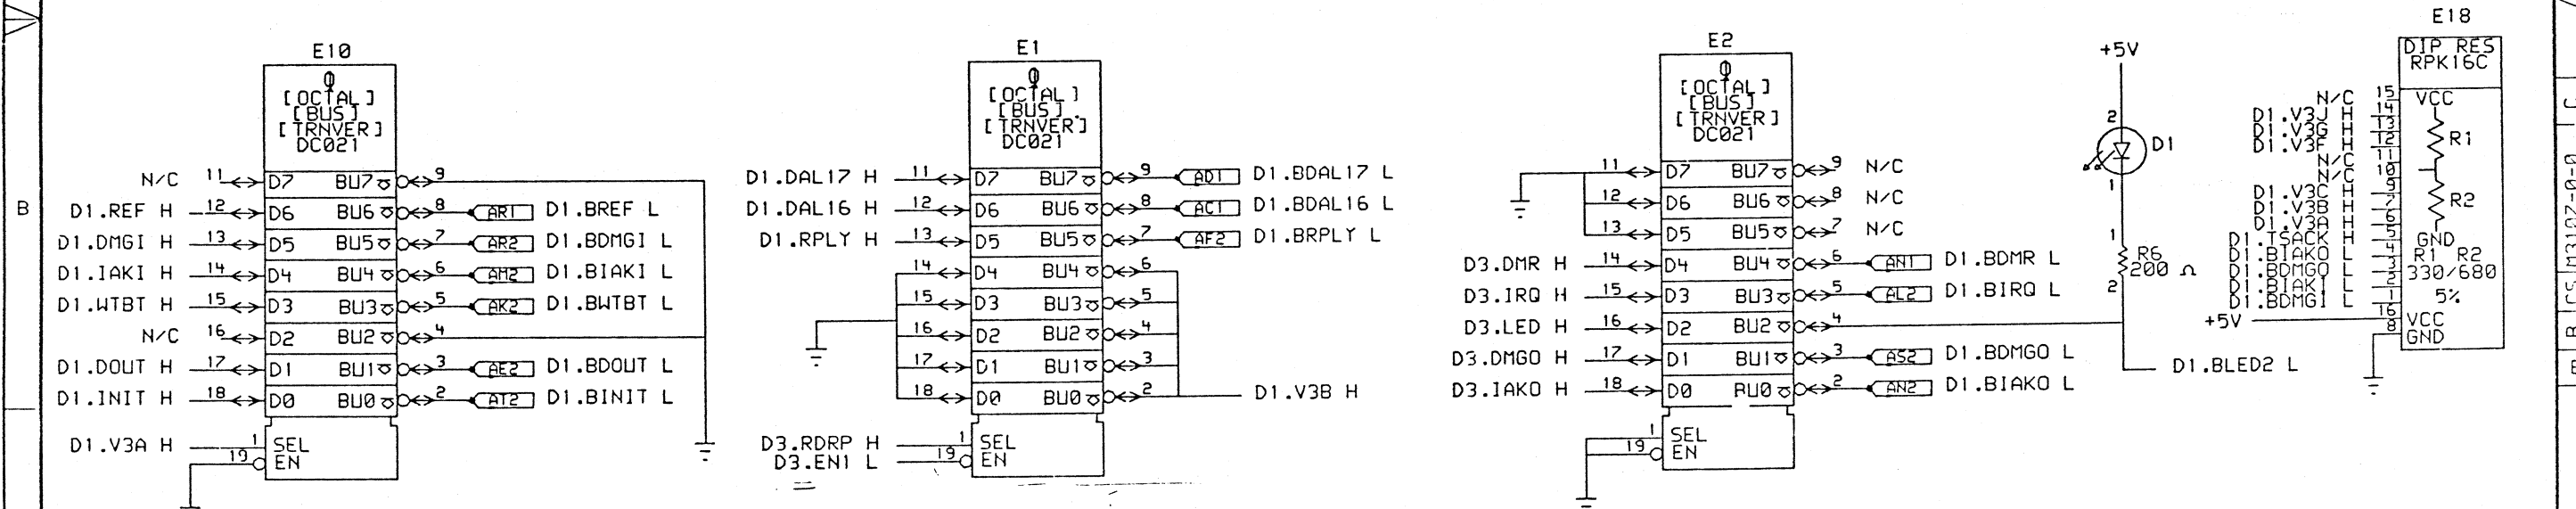 E10
[OCTAL]
[BUS]
[TRNVER]
DC021
N/C 11 D7 BU7 9
D1.REF H 12 D6 BU6 8 AR1 D1.BREF L
D1.DMGI H 13 D5 BU5 7 AR2 D1.BDMGI L
D1.IAKI H 14 D4 BU4 6 AM2 D1.BIAKI L
D1.WTBT H 15 D3 BU3 5 AK2 D1.BWTBT L
N/C 16 D2 BU2 4
D1.DOUT H 17 D1 BU1 3 AE2 D1.BDOUT L
D1.INIT H 18 D0 BU0 2 AT2 D1.BINIT L
D1.V3A H 1 SEL
19 EN
E1
[OCTAL]
[BUS]
[TRNVER]
DC021
D1.DAL17 H 11 D7 BU7 9 AD1 D1.BDAL17 L
D1.DAL16 H 12 D6 BU6 8 AC1 D1.BDAL16 L
D1.RPLY H 13 D5 BU5 7 AF2 D1.BRPLY L
14 D4 BU4 6
15 D3 BU3 5
16 D2 BU2 4
17 D1 BU1 3
18 D0 BU0 2 D1.V3B H
D3.RDRP H 1 SEL
D3.EN1 L 19 EN
E2
[OCTAL]
[BUS]
[TRNVER]
DC021
11 D7 BU7 9 N/C
12 D6 BU6 8 N/C
13 D5 BU5 7 N/C
D3.DMR H 14 D4 BU4 6 AN1 D1.BDMR L
D3.IRQ H 15 D3 BU3 5 AL2 D1.BIRQ L
D3.LED H 16 D2 BU2 4
D3.DMGO H 17 D1 BU1 3 AS2 D1.BDMGO L
D3.IAKO H 18 D0 BU0 2 AN2 D1.BIAKO L
1 SEL
19 EN
+5V
2
D1
1
1
R6
200 Ω
2
D1.BLED2 L
E18
DIP RES
RPK16C
N/C 15 VCC
D1.V3J H 14
D1.V3G H 13 R1
D1.V3F H 12
N/C 11
N/C 10
D1.V3C H 9
D1.V3B H 7 R2
D1.V3A H 6
D1.TSACK H 5 GND
D1.BIAKO L 4 R1 R2
D1.BDMGO L 3 330/680
D1.BIAKI L 2
D1.BDMGI L 1 5%
+5V 16 VCC
8 GND
B
C
B